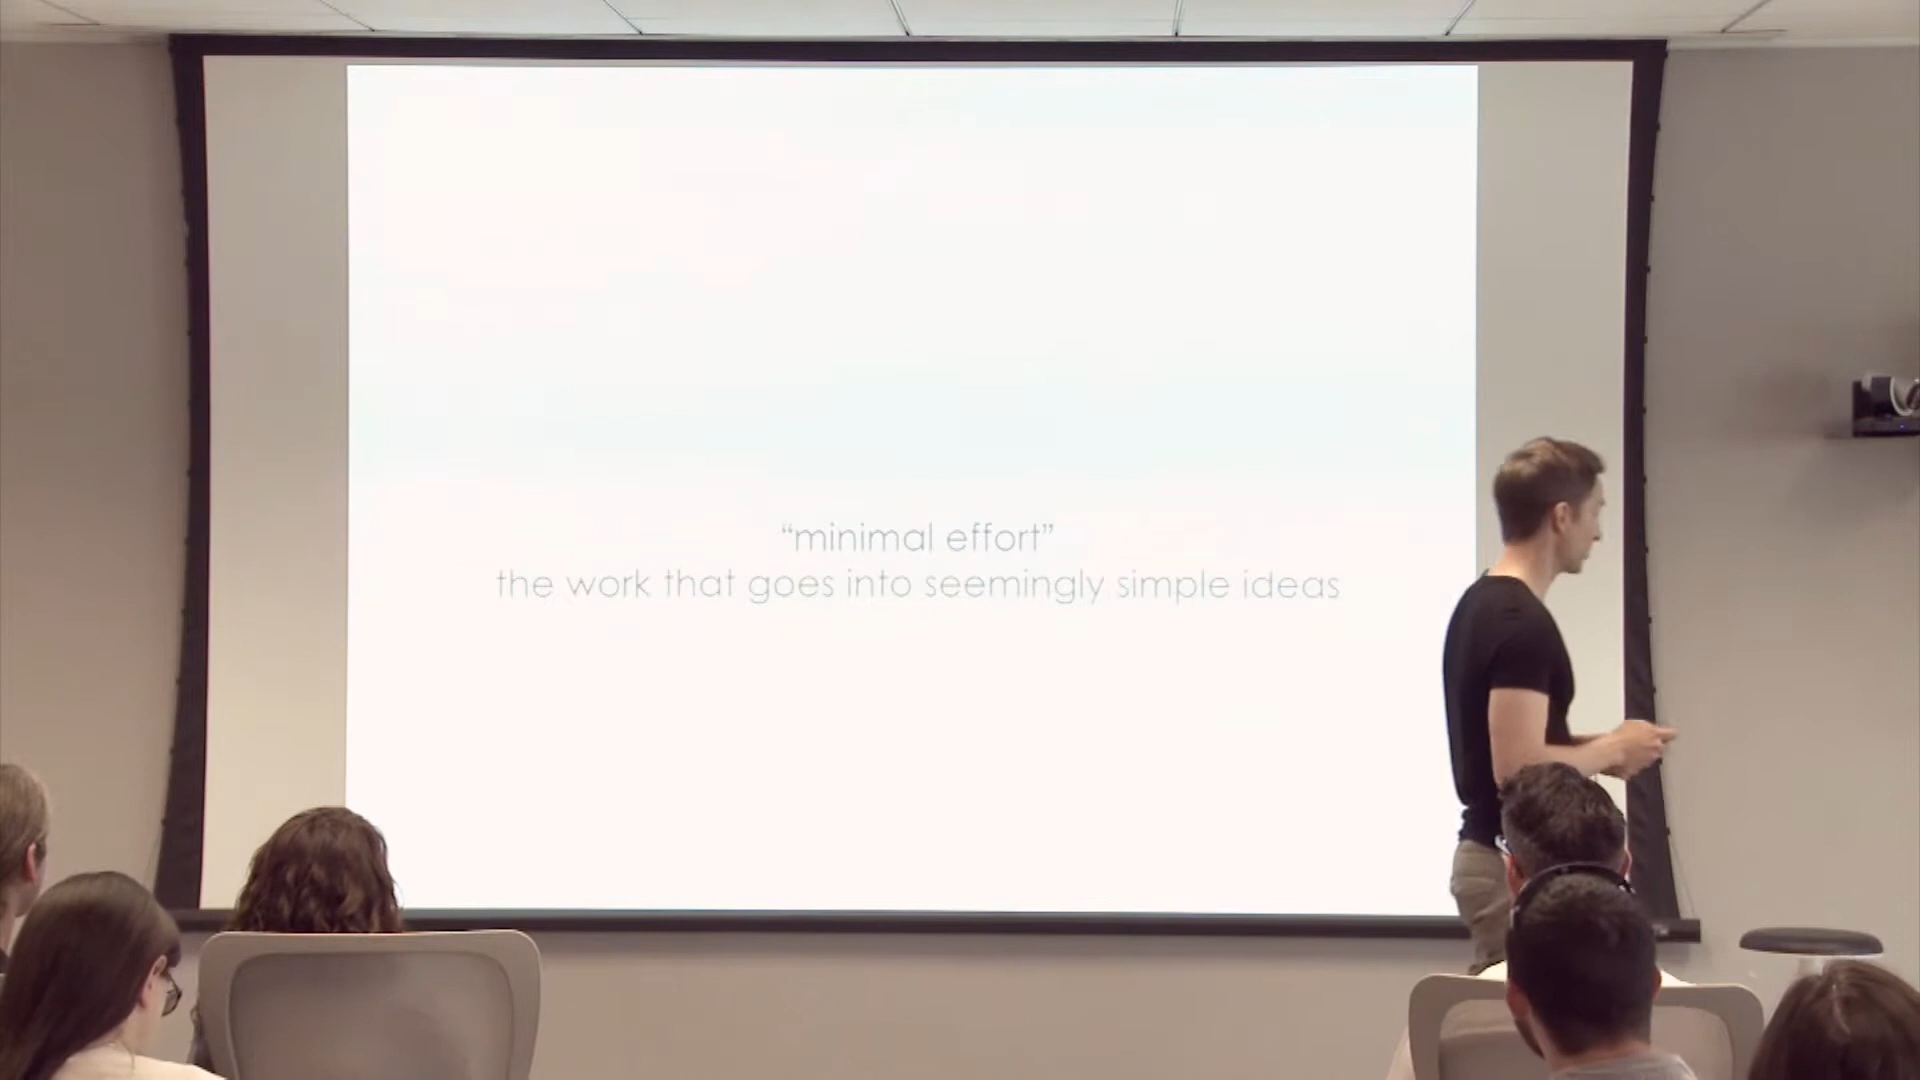 “minimal effort”
the work that goes into seemingly simple ideas